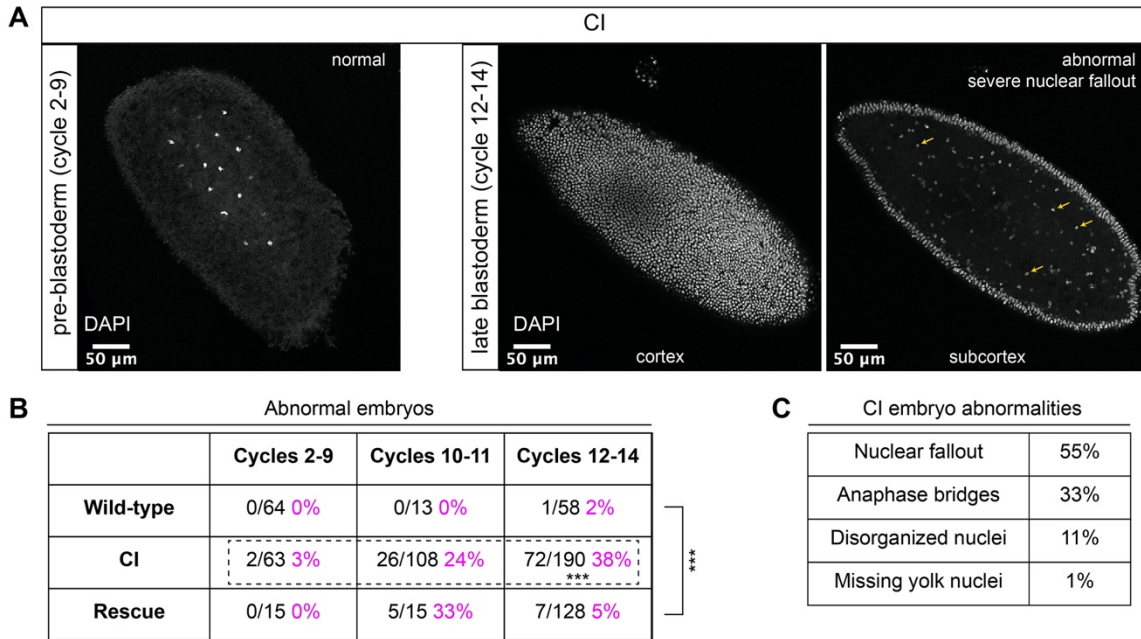 A
CI
pre-blastoderm (cycle 2-9)
normal
DAPI
50 µm
late blastoderm (cycle 12-14)
DAPI
50 µm
cortex
abnormal
severe nuclear fallout
50 µm
subcortex
B
Abnormal embryos
Cycles 2-9 Cycles 10-11 Cycles 12-14
Wild-type 0/64 0% 0/13 0% 1/58 2%
CI 2/63 3% 26/108 24% 72/190 38%
***
Rescue 0/15 0% 5/15 33% 7/128 5%
***
C
CI embryo abnormalities
Nuclear fallout 55%
Anaphase bridges 33%
Disorganized nuclei 11%
Missing yolk nuclei 1%